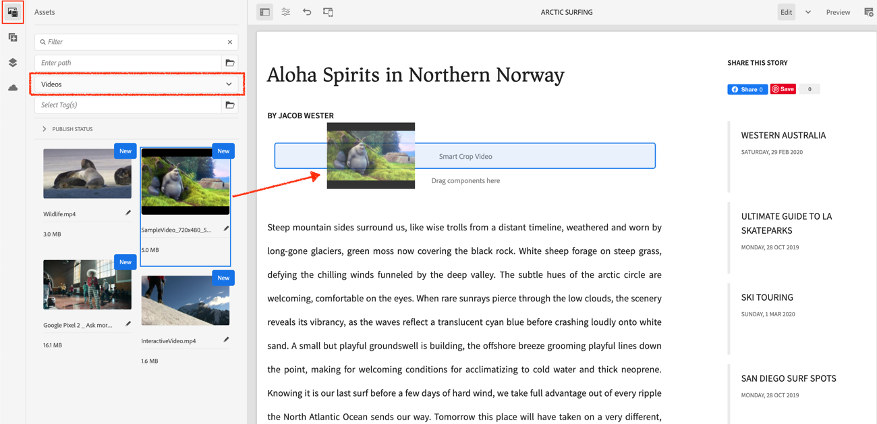 Assets
ARCTIC SURFING
Edit
Preview
Filter
Enter path
Videos
Select Tag(s)
PUBLISH STATUS
New
New
Wildlife.mp4
3.0 MB
SampleVideo_720x480_S...
5.0 MB
New
New
Google Pixel 2 _ Ask mor...
16.1 MB
InteractiveVideo.mp4
1.6 MB
Aloha Spirits in Northern Norway
BY JACOB WESTER
Smart Crop Video
Drag components here
Steep mountain sides surround us, like wise trolls from a distant timeline, weathered and worn by
long-gone glaciers, green moss now covering the black rock. White sheep forage on steep grass,
defying the chilling winds funneled by the deep valley. The subtle hues of the arctic circle are
welcoming, comfortable on the eyes. When rare sunrays pierce through the low clouds, the scenery
reveals its vibrancy, as the waves reflect a translucent cyan blue before crashing loudly onto white
sand. A small but playful groundswell is building, the offshore breeze grooming playful lines down
the point, making for welcoming conditions for acclimatizing to cold water and thick neoprene.
Knowing it is our last surf before a few days of hard wind, we take full advantage out of every ripple
the North Atlantic Ocean sends our way. Tomorrow this place will have taken on a very different,
SHARE THIS STORY
Share 0
Save
0
WESTERN AUSTRALIA
SATURDAY, 29 FEB 2020
ULTIMATE GUIDE TO LA
SKATEPARKS
MONDAY, 28 OCT 2019
SKI TOURING
SUNDAY, 1 MAR 2020
SAN DIEGO SURF SPOTS
MONDAY, 28 OCT 2019